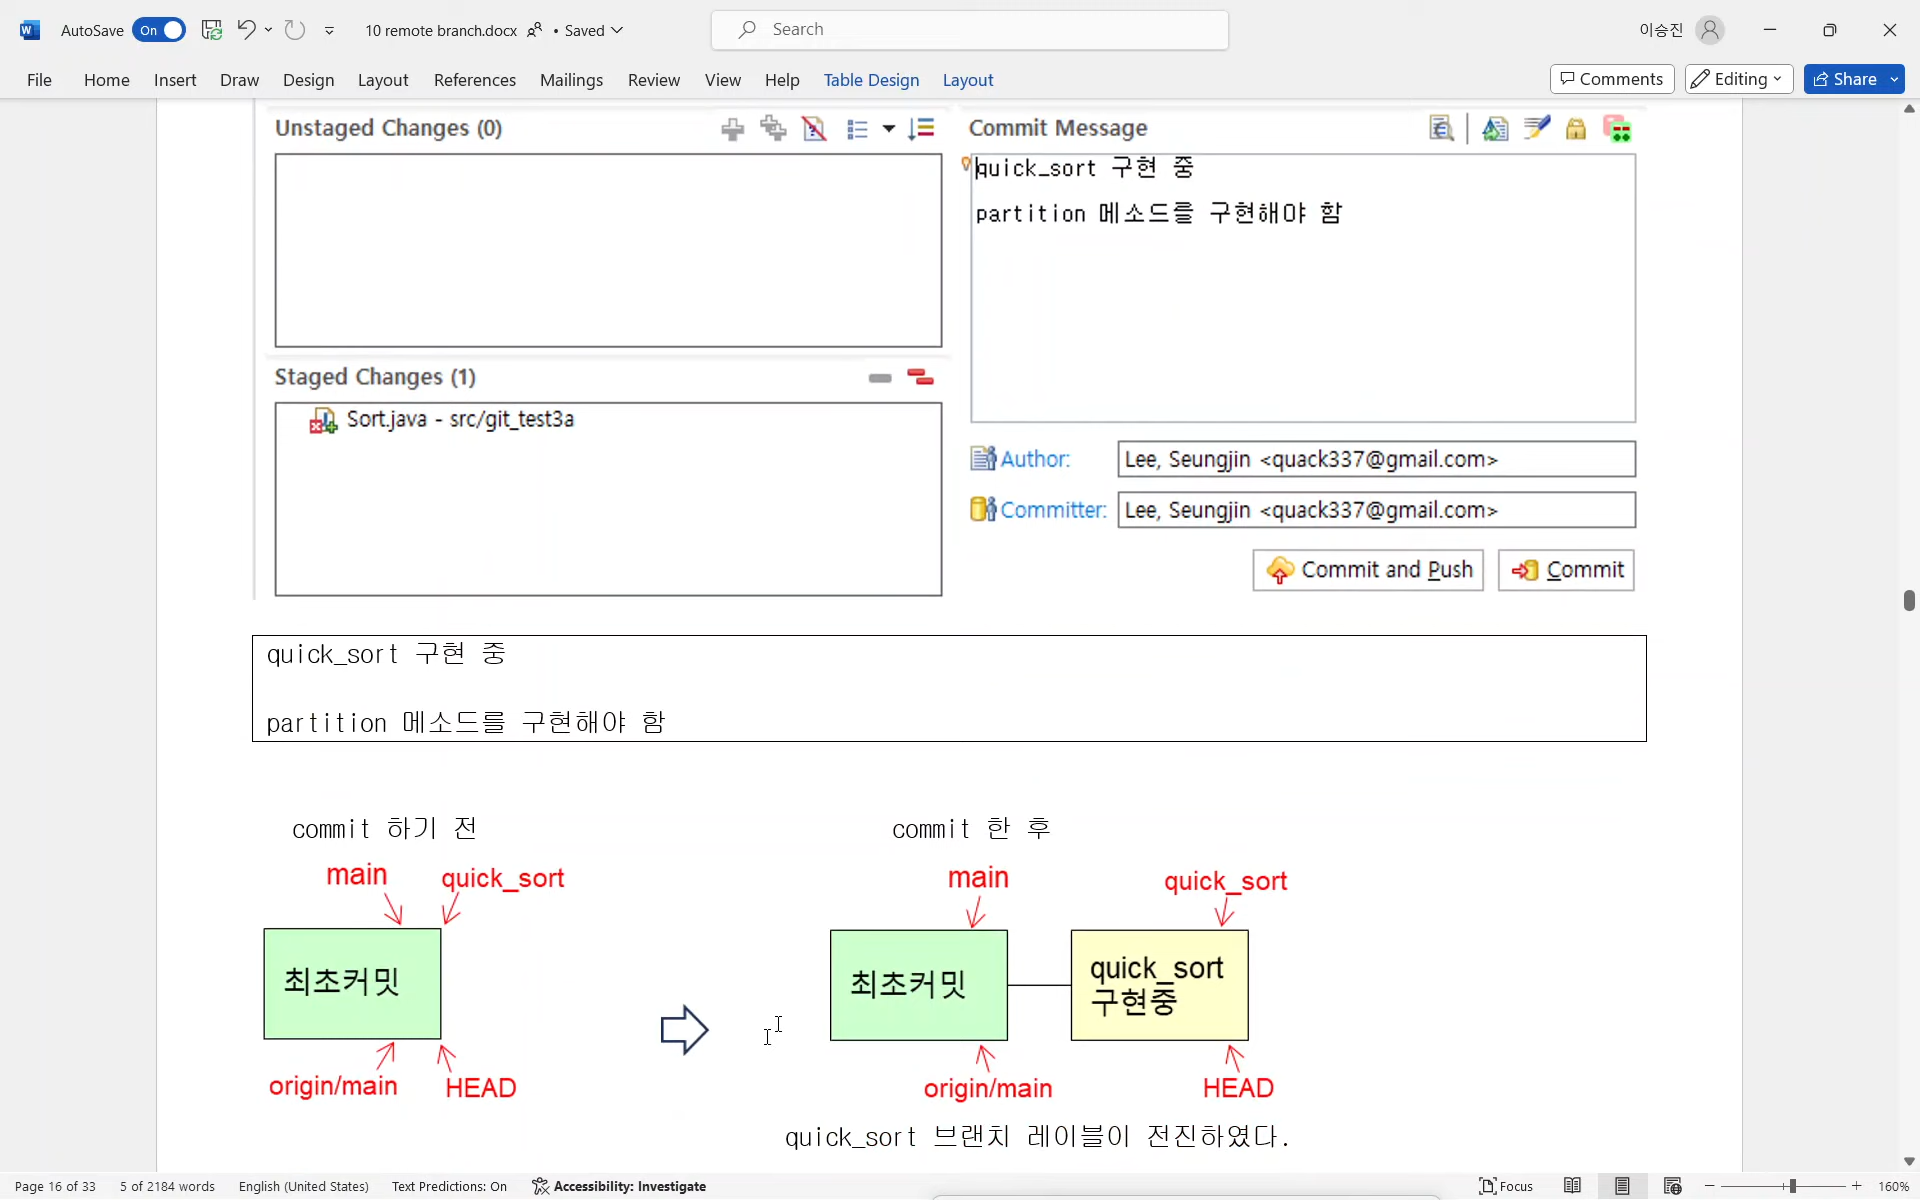 AutoSave On 10 remote branch.docx • Saved Search 이승진
File Home Insert Draw Design Layout References Mailings Review View Help Table Design Layout Comments Editing Share
Unstaged Changes (0)
Commit Message
quick_sort 구현 중
partition 메소드를 구현해야 함
Staged Changes (1)
Sort.java - src/git_test3a
Author: Lee, Seungjin <quack337@gmail.com>
Committer: Lee, Seungjin <quack337@gmail.com>
Commit and Push Commit
quick_sort 구현 중
partition 메소드를 구현해야 함
commit 하기 전
commit 한 후
main quick_sort
main quick_sort
최초커밋
최초커밋
quick_sort
구현중
origin/main HEAD
origin/main HEAD
quick_sort 브랜치 레이블이 전진하였다.
Page 16 of 33 5 of 2184 words English (United States) Text Predictions: On Accessibility: Investigate Focus 160%